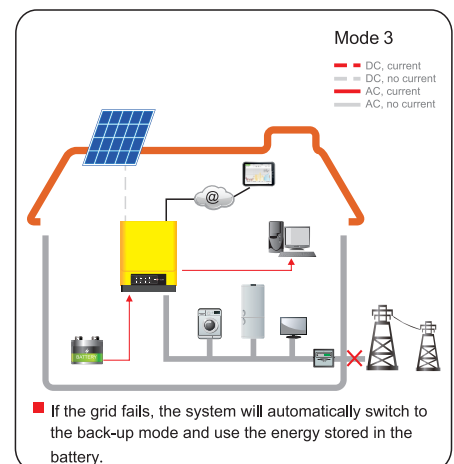 Mode 3
DC, current
DC, no current
AC, current
AC, no current
@
BATTERY
If the grid fails, the system will automatically switch to
the back-up mode and use the energy stored in the
battery.